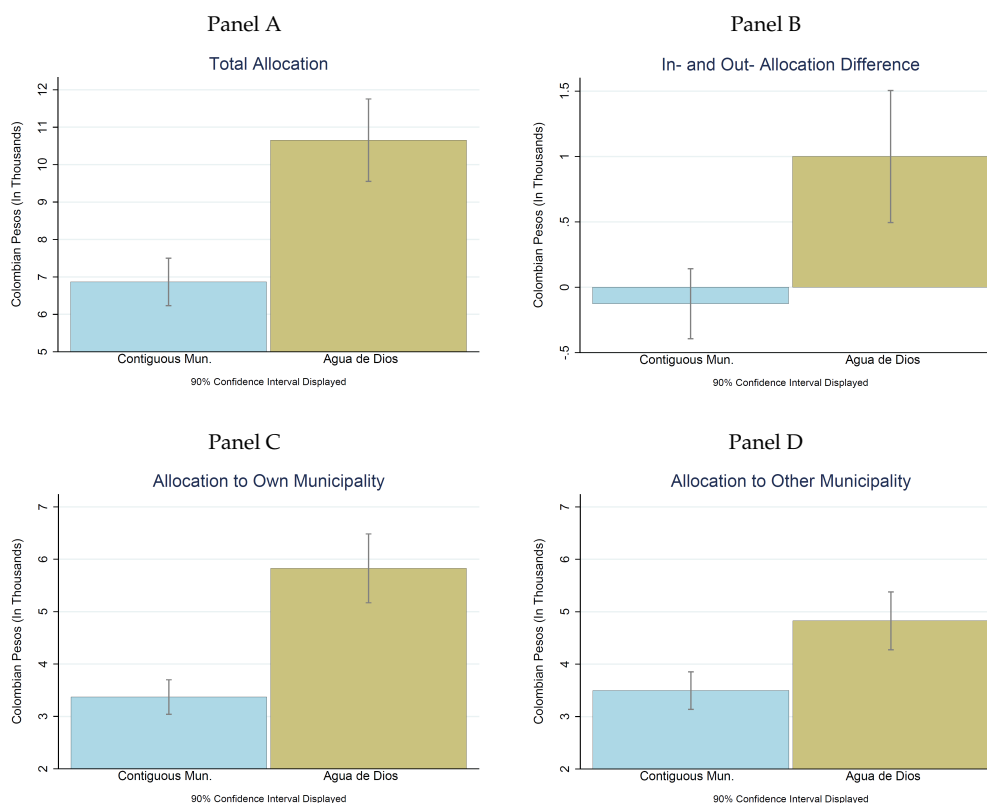 Panel A
Total Allocation
Colombian Pesos (In Thousands)
12
11
10
9
8
7
6
5
Contiguous Mun.
Agua de Dios
90% Confidence Interval Displayed
Panel B
In- and Out- Allocation Difference
Colombian Pesos (In Thousands)
1.5
1
.5
0
-.5
Contiguous Mun.
Agua de Dios
90% Confidence Interval Displayed
Panel C
Allocation to Own Municipality
Colombian Pesos (In Thousands)
7
6
5
4
3
2
Contiguous Mun.
Agua de Dios
90% Confidence Interval Displayed
Panel D
Allocation to Other Municipality
Colombian Pesos (In Thousands)
7
6
5
4
3
2
Contiguous Mun.
Agua de Dios
90% Confidence Interval Displayed